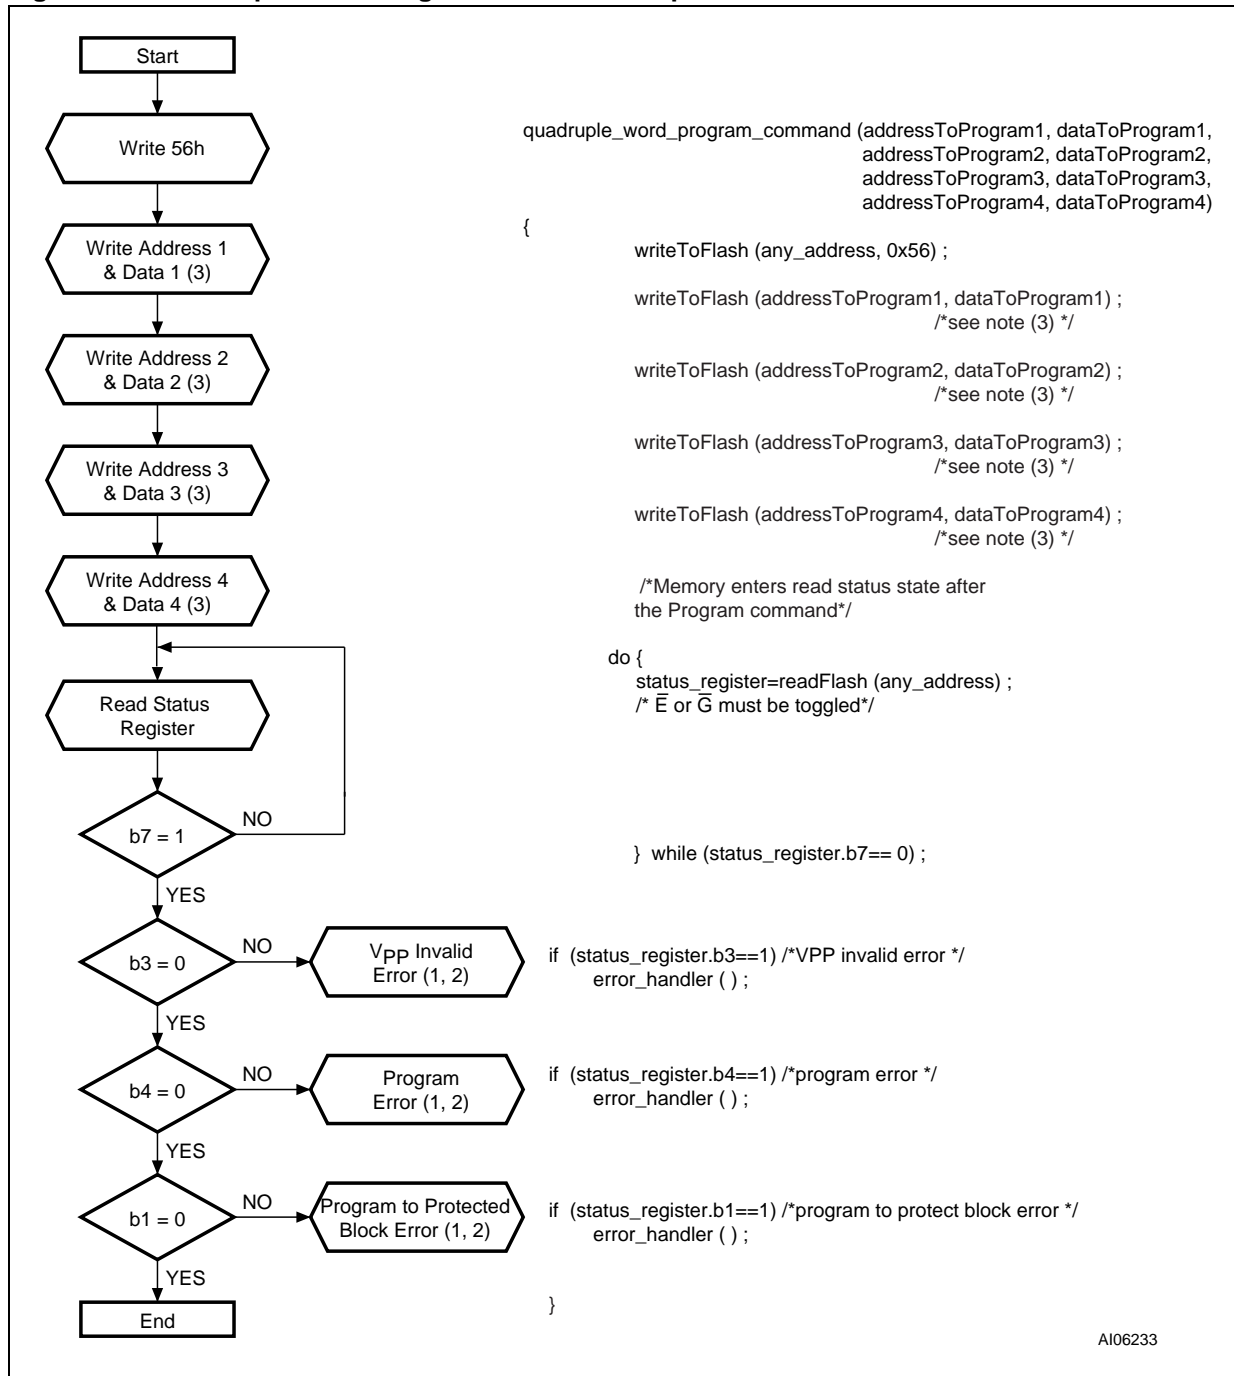 Start
Write 56h
Write Address 1
& Data 1 (3)
Write Address 2
& Data 2 (3)
Write Address 3
& Data 3 (3)
Write Address 4
& Data 4 (3)
Read Status
Register
b7 = 1
NO
YES
b3 = 0
NO
VPP Invalid
Error (1, 2)
YES
b4 = 0
NO
Program
Error (1, 2)
YES
b1 = 0
NO
Program to Protected
Block Error (1, 2)
YES
End
quadruple_word_program_command (addressToProgram1, dataToProgram1,
addressToProgram2, dataToProgram2,
addressToProgram3, dataToProgram3,
addressToProgram4, dataToProgram4)
{
writeToFlash (any_address, 0x56) ;
writeToFlash (addressToProgram1, dataToProgram1) ;
/*see note (3) */
writeToFlash (addressToProgram2, dataToProgram2) ;
/*see note (3) */
writeToFlash (addressToProgram3, dataToProgram3) ;
/*see note (3) */
writeToFlash (addressToProgram4, dataToProgram4) ;
/*see note (3) */
/*Memory enters read status state after
the Program command*/
do {
status_register=readFlash (any_address) ;
/* E̅ or G̅ must be toggled*/
} while (status_register.b7== 0) ;
if (status_register.b3==1) /*VPP invalid error */
error_handler ( ) ;
if (status_register.b4==1) /*program error */
error_handler ( ) ;
if (status_register.b1==1) /*program to protect block error */
error_handler ( ) ;
}
AI06233